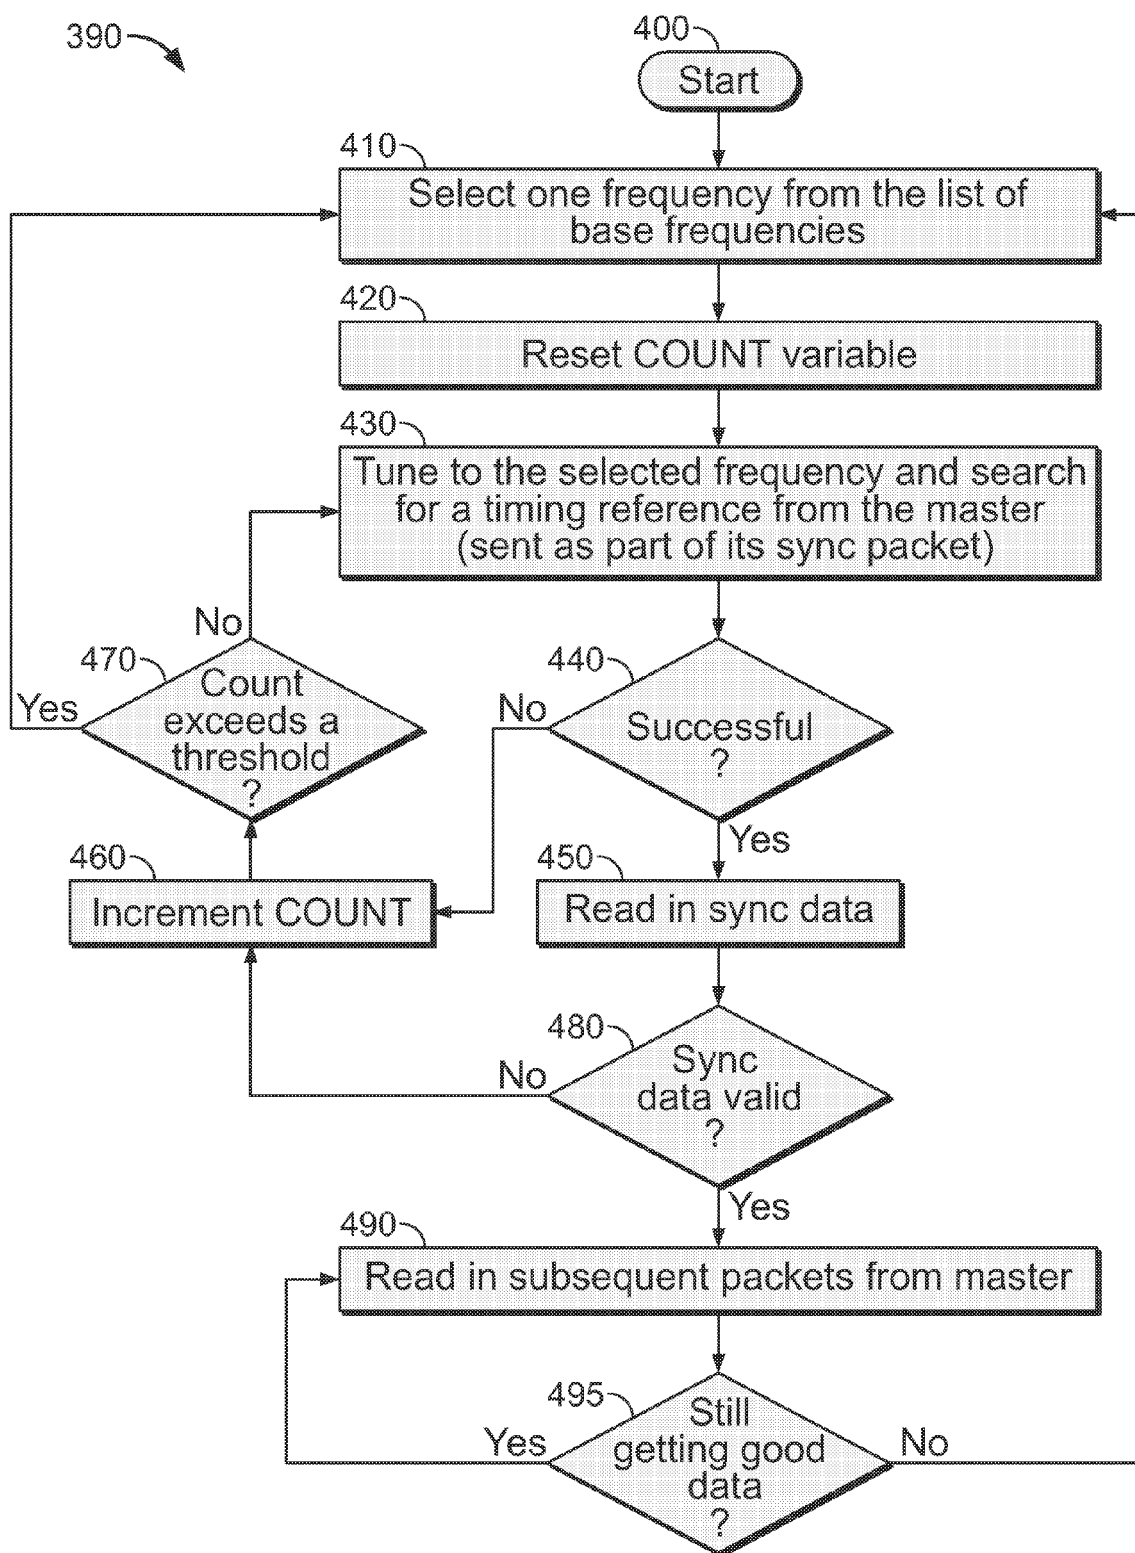 390
400
Start
410
Select one frequency from the list of
base frequencies
420
Reset COUNT variable
430
Tune to the selected frequency and search
for a timing reference from the master
(sent as part of its sync packet)
No
470
Count
exceeds a
threshold
?
Yes
440
No
Successful
?
Yes
460
Increment COUNT
450
Read in sync data
480
No
Sync
data valid
?
Yes
490
Read in subsequent packets from master
495
Yes
Still
getting good
data
?
No